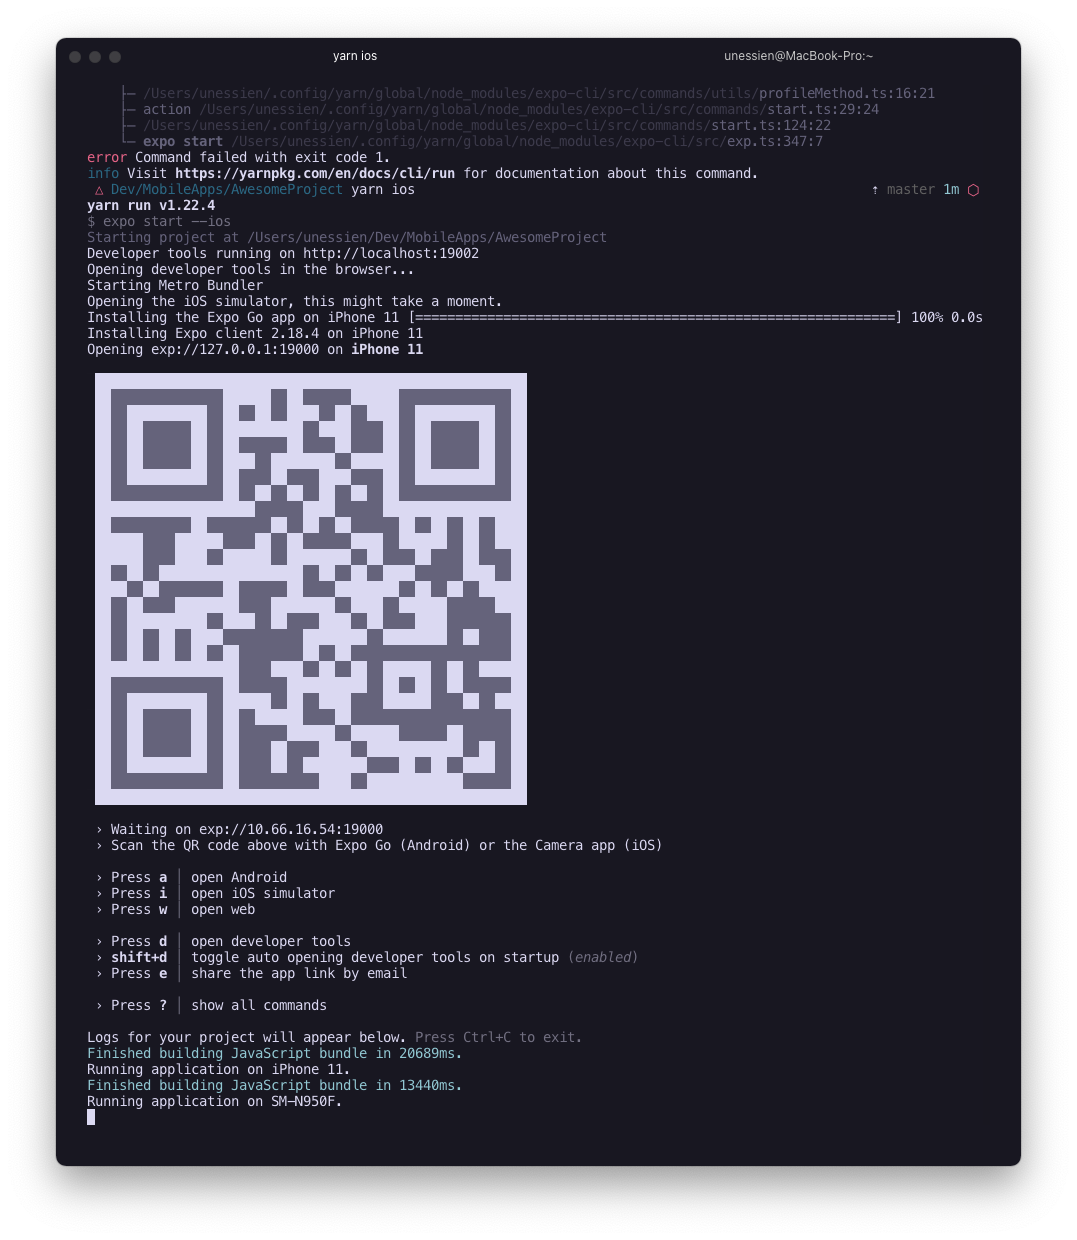 yarn ios
unessien@MacBook-Pro:~
├─ /Users/unessien/.config/yarn/global/node_modules/expo-cli/src/commands/utils/profileMethod.ts:16:21
├─ action /Users/unessien/.config/yarn/global/node_modules/expo-cli/src/commands/start.ts:29:24
├─ /Users/unessien/.config/yarn/global/node_modules/expo-cli/src/commands/start.ts:124:22
└─ expo start /Users/unessien/.config/yarn/global/node_modules/expo-cli/src/exp.ts:347:7
error Command failed with exit code 1.
info Visit https://yarnpkg.com/en/docs/cli/run for documentation about this command.
△ Dev/MobileApps/AwesomeProject yarn ios ⇡ master 1m ⬡
yarn run v1.22.4
$ expo start --ios
Starting project at /Users/unessien/Dev/MobileApps/AwesomeProject
Developer tools running on http://localhost:19002
Opening developer tools in the browser...
Starting Metro Bundler
Opening the iOS simulator, this might take a moment.
Installing the Expo Go app on iPhone 11 [============================================================] 100% 0.0s
Installing Expo client 2.18.4 on iPhone 11
Opening exp://127.0.0.1:19000 on iPhone 11
› Waiting on exp://10.66.16.54:19000
› Scan the QR code above with Expo Go (Android) or the Camera app (iOS)
› Press a │ open Android
› Press i │ open iOS simulator
› Press w │ open web
› Press d │ open developer tools
› shift+d │ toggle auto opening developer tools on startup (enabled)
› Press e │ share the app link by email
› Press ? │ show all commands
Logs for your project will appear below. Press Ctrl+C to exit.
Finished building JavaScript bundle in 20689ms.
Running application on iPhone 11.
Finished building JavaScript bundle in 13440ms.
Running application on SM-N950F.